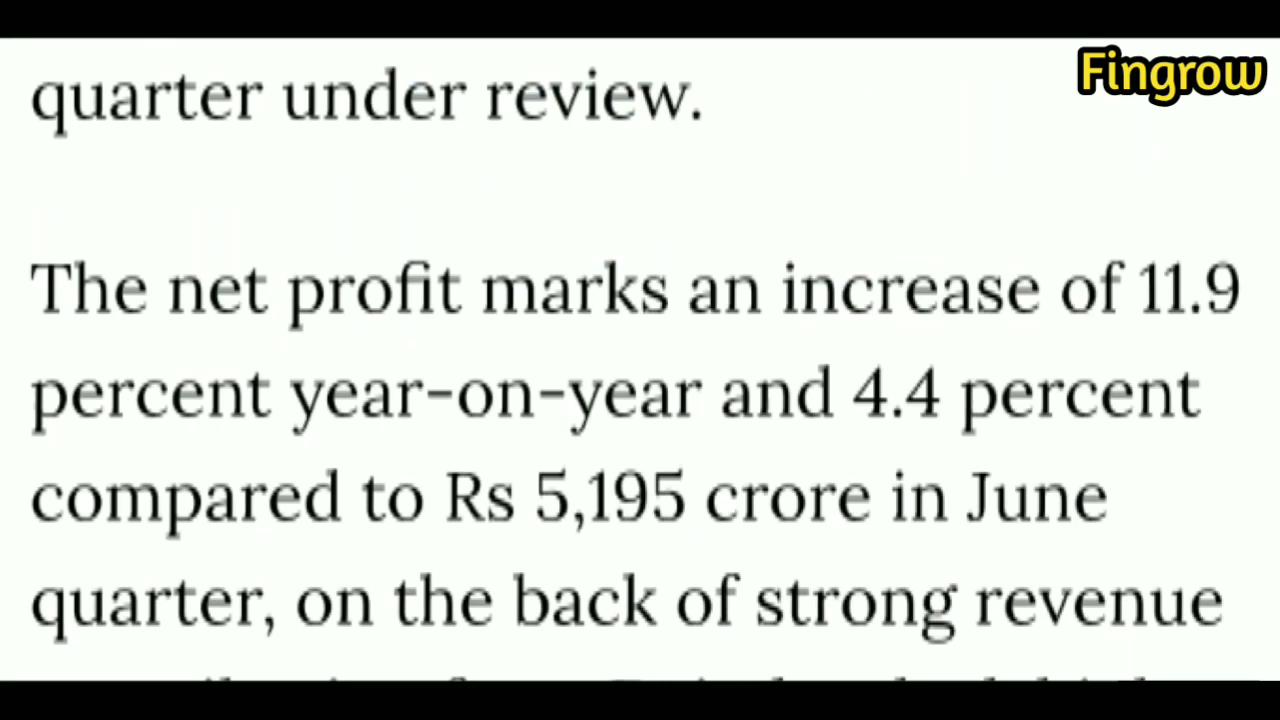 Fingrow
quarter under review.
The net profit marks an increase of 11.9
percent year-on-year and 4.4 percent
compared to Rs 5,195 crore in June
quarter, on the back of strong revenue